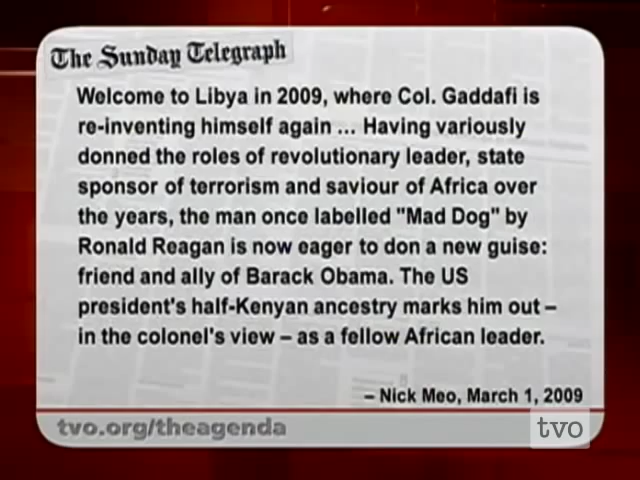 The Sunday Telegraph
Welcome to Libya in 2009, where Col. Gaddafi is
re-inventing himself again ... Having variously
donned the roles of revolutionary leader, state
sponsor of terrorism and saviour of Africa over
the years, the man once labelled "Mad Dog" by
Ronald Reagan is now eager to don a new guise:
friend and ally of Barack Obama. The US
president's half-Kenyan ancestry marks him out –
in the colonel's view – as a fellow African leader.
– Nick Meo, March 1, 2009
tvo.org/theagenda
tvo